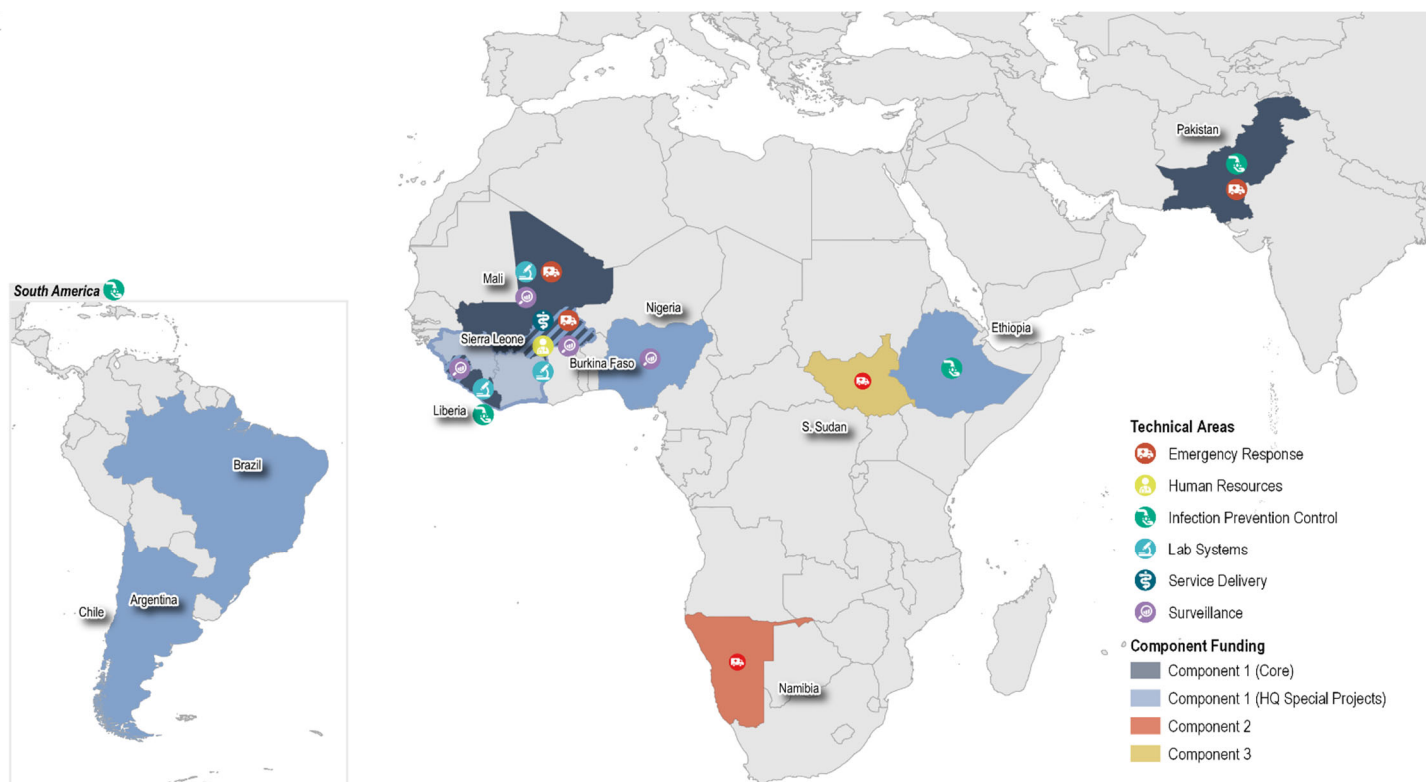 Pakistan
South America
Mali
Nigeria
Sierra Leone
Ethiopia
Burkina Faso
Liberia
S. Sudan
Brazil
Chile
Argentina
Namibia
Technical Areas
Emergency Response
Human Resources
Infection Prevention Control
Lab Systems
Service Delivery
Surveillance
Component Funding
Component 1 (Core)
Component 1 (HQ Special Projects)
Component 2
Component 3